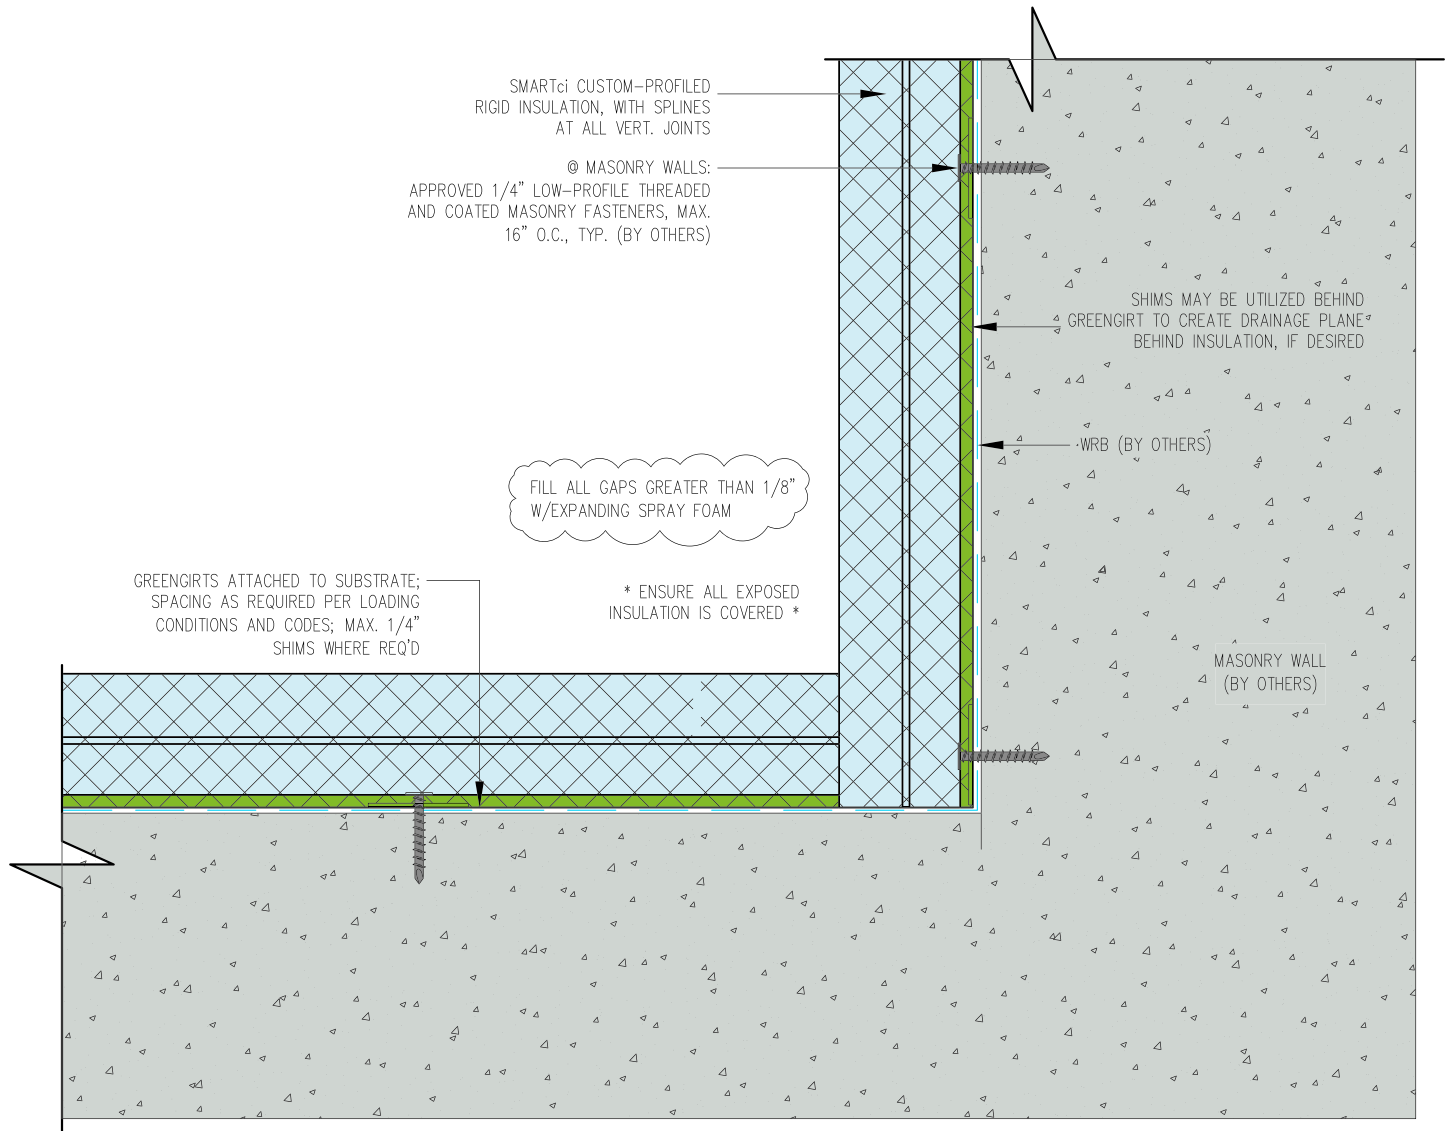 SMARTci CUSTOM-PROFILED
RIGID INSULATION, WITH SPLINES
AT ALL VERT. JOINTS
@ MASONRY WALLS:
APPROVED 1/4" LOW-PROFILE THREADED
AND COATED MASONRY FASTENERS, MAX.
16" O.C., TYP. (BY OTHERS)
SHIMS MAY BE UTILIZED BEHIND
GREENGIRT TO CREATE DRAINAGE PLANE
BEHIND INSULATION, IF DESIRED
WRB (BY OTHERS)
FILL ALL GAPS GREATER THAN 1/8"
W/EXPANDING SPRAY FOAM
GREENGIRTS ATTACHED TO SUBSTRATE;
SPACING AS REQUIRED PER LOADING
CONDITIONS AND CODES; MAX. 1/4"
SHIMS WHERE REQ'D
* ENSURE ALL EXPOSED
INSULATION IS COVERED *
MASONRY WALL
(BY OTHERS)